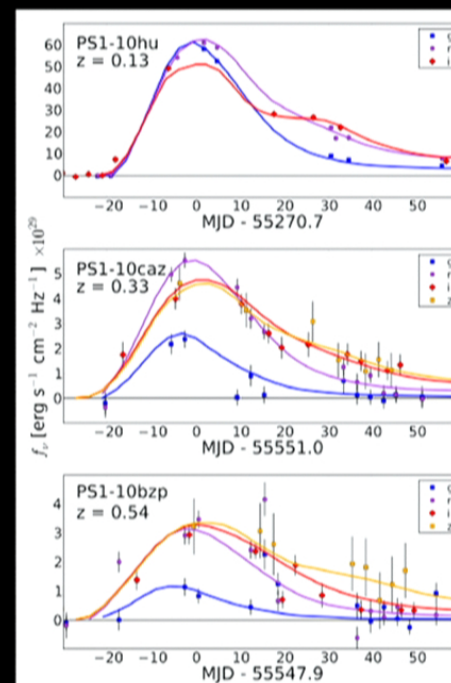 PS1-10hu
z = 0.13
60
50
40
30
20
10
0
−20 −10 0 10 20 30 40 50
MJD - 55270.7
PS1-10caz
z = 0.33
5
4
3
2
1
0
−20 −10 0 10 20 30 40 50
MJD - 55551.0
f_ν [erg s⁻¹ cm⁻² Hz⁻¹] ×10²⁹
PS1-10bzp
z = 0.54
4
3
2
1
0
−20 −10 0 10 20 30 40 50
MJD - 55547.9